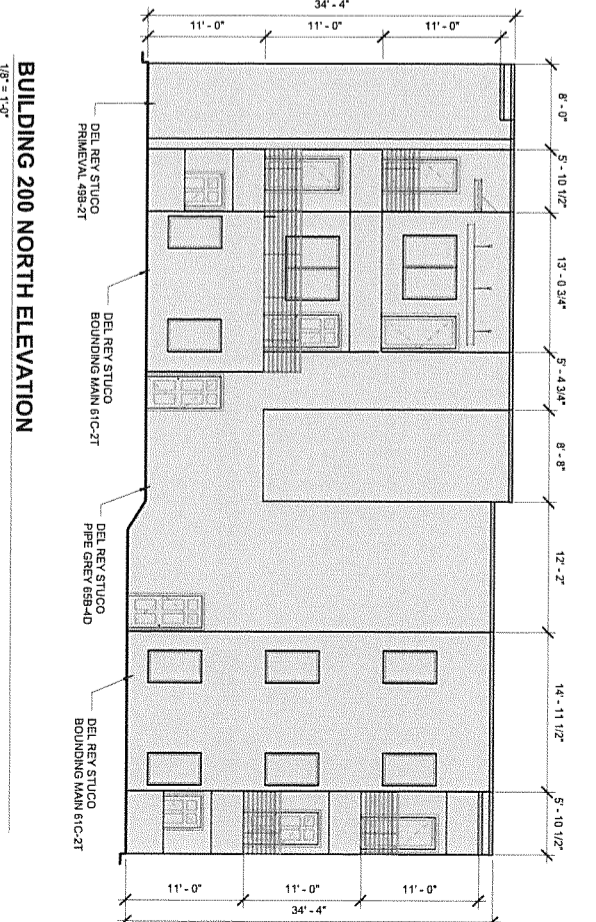 34' - 4"
11' - 0"
11' - 0"
11' - 0"
8' - 0"
5' - 10 1/2"
13' - 0 3/4"
5' - 4 3/4"
8' - 8"
12' - 2"
14' - 11 1/2"
5' - 10 1/2"
11' - 0"
11' - 0"
11' - 0"
34' - 4"
DEL REY STUCO
PRIMEVAL 49B-2T
DEL REY STUCO
BOUNDING MAIN 61C-2T
DEL REY STUCO
PIPE GREY 65B-4D
DEL REY STUCO
BOUNDING MAIN 61C-2T
BUILDING 200 NORTH ELEVATION
1/8" = 1'-0"